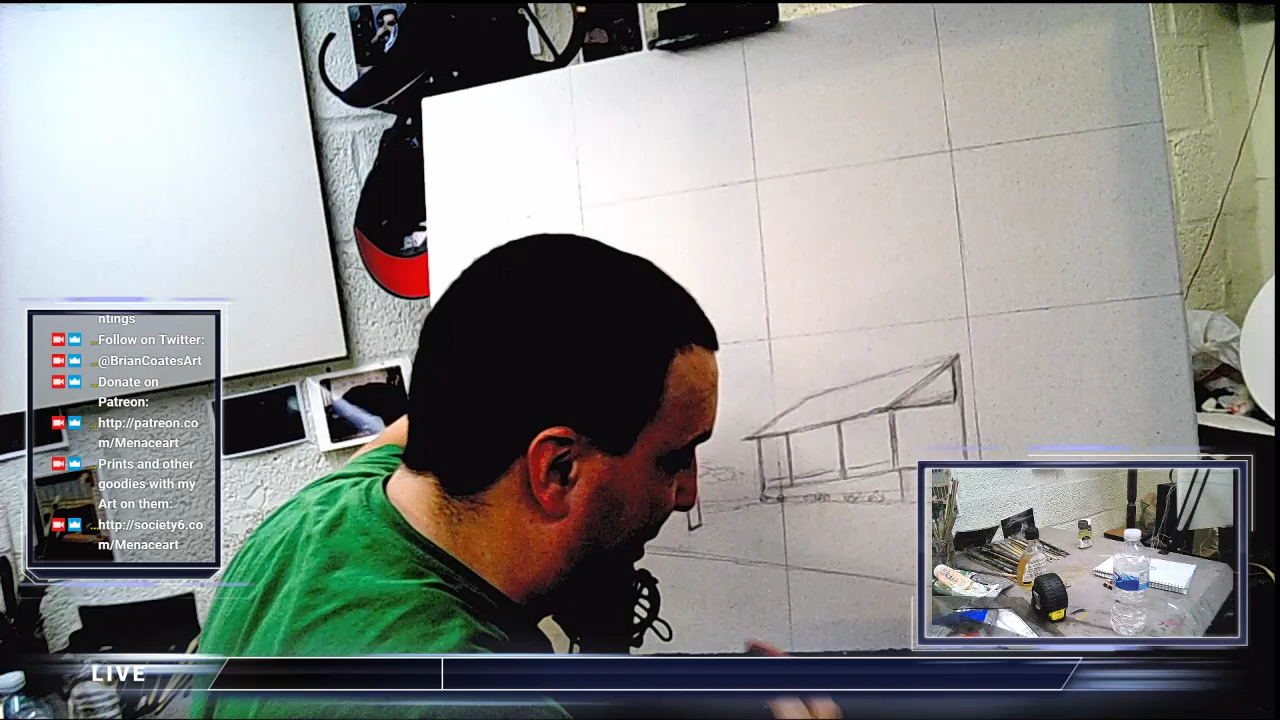 ntings
..Follow on Twitter:
..@BrianCoatesArt
..Donate on
Patreon:
..http://patreon.co
m/Menaceart
..Prints and other
goodies with my
Art on them:
..http://society6.co
m/Menaceart
LIVE